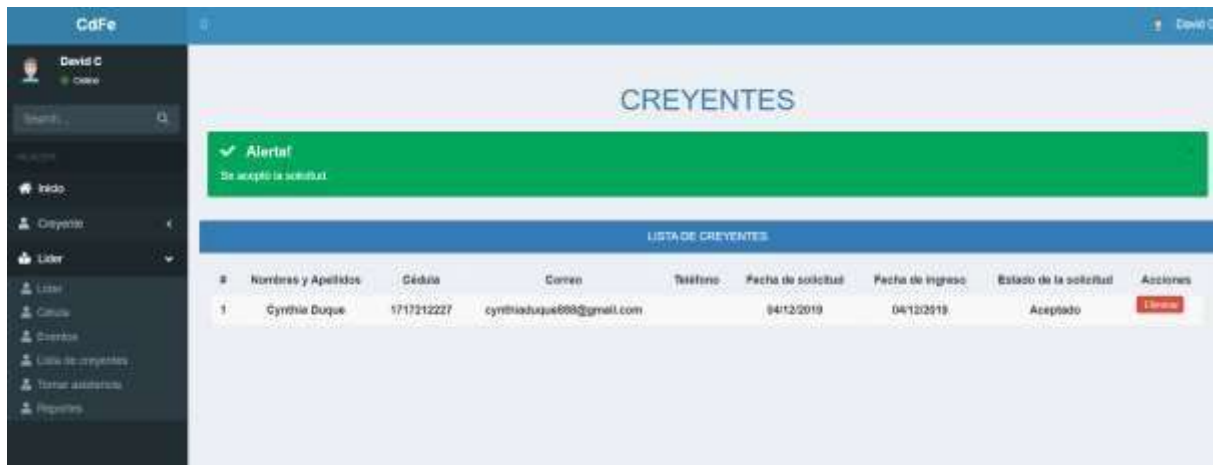 CdFe
David C
David C
Online
Search...
CREYENTES
Alerta!
Se aceptó la solicitud.
Inicio
Creyente
LISTA DE CREYENTES
Lider
# Nombres y Apellidos Cédula Correo Teléfono Fecha de solicitud Fecha de ingreso Estado de la solicitud Acciones
1 Cynthia Duque 1717212227 cynthiaduque888@gmail.com 04/12/2019 04/12/2019 Aceptado Eliminar
Lider
Célula
Eventos
Lista de creyentes
Tomar asistencia
Reportes